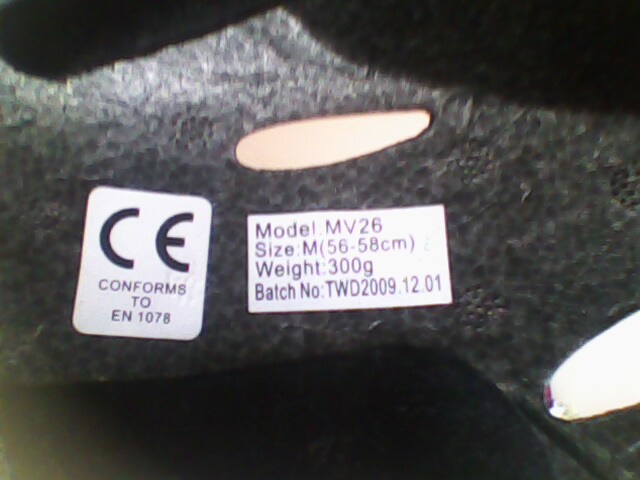 CE
CONFORMS
TO
EN 1078
Model.MV26
Size:M(56-58cm)
Weight:300g
Batch No:TWD2009.12.01